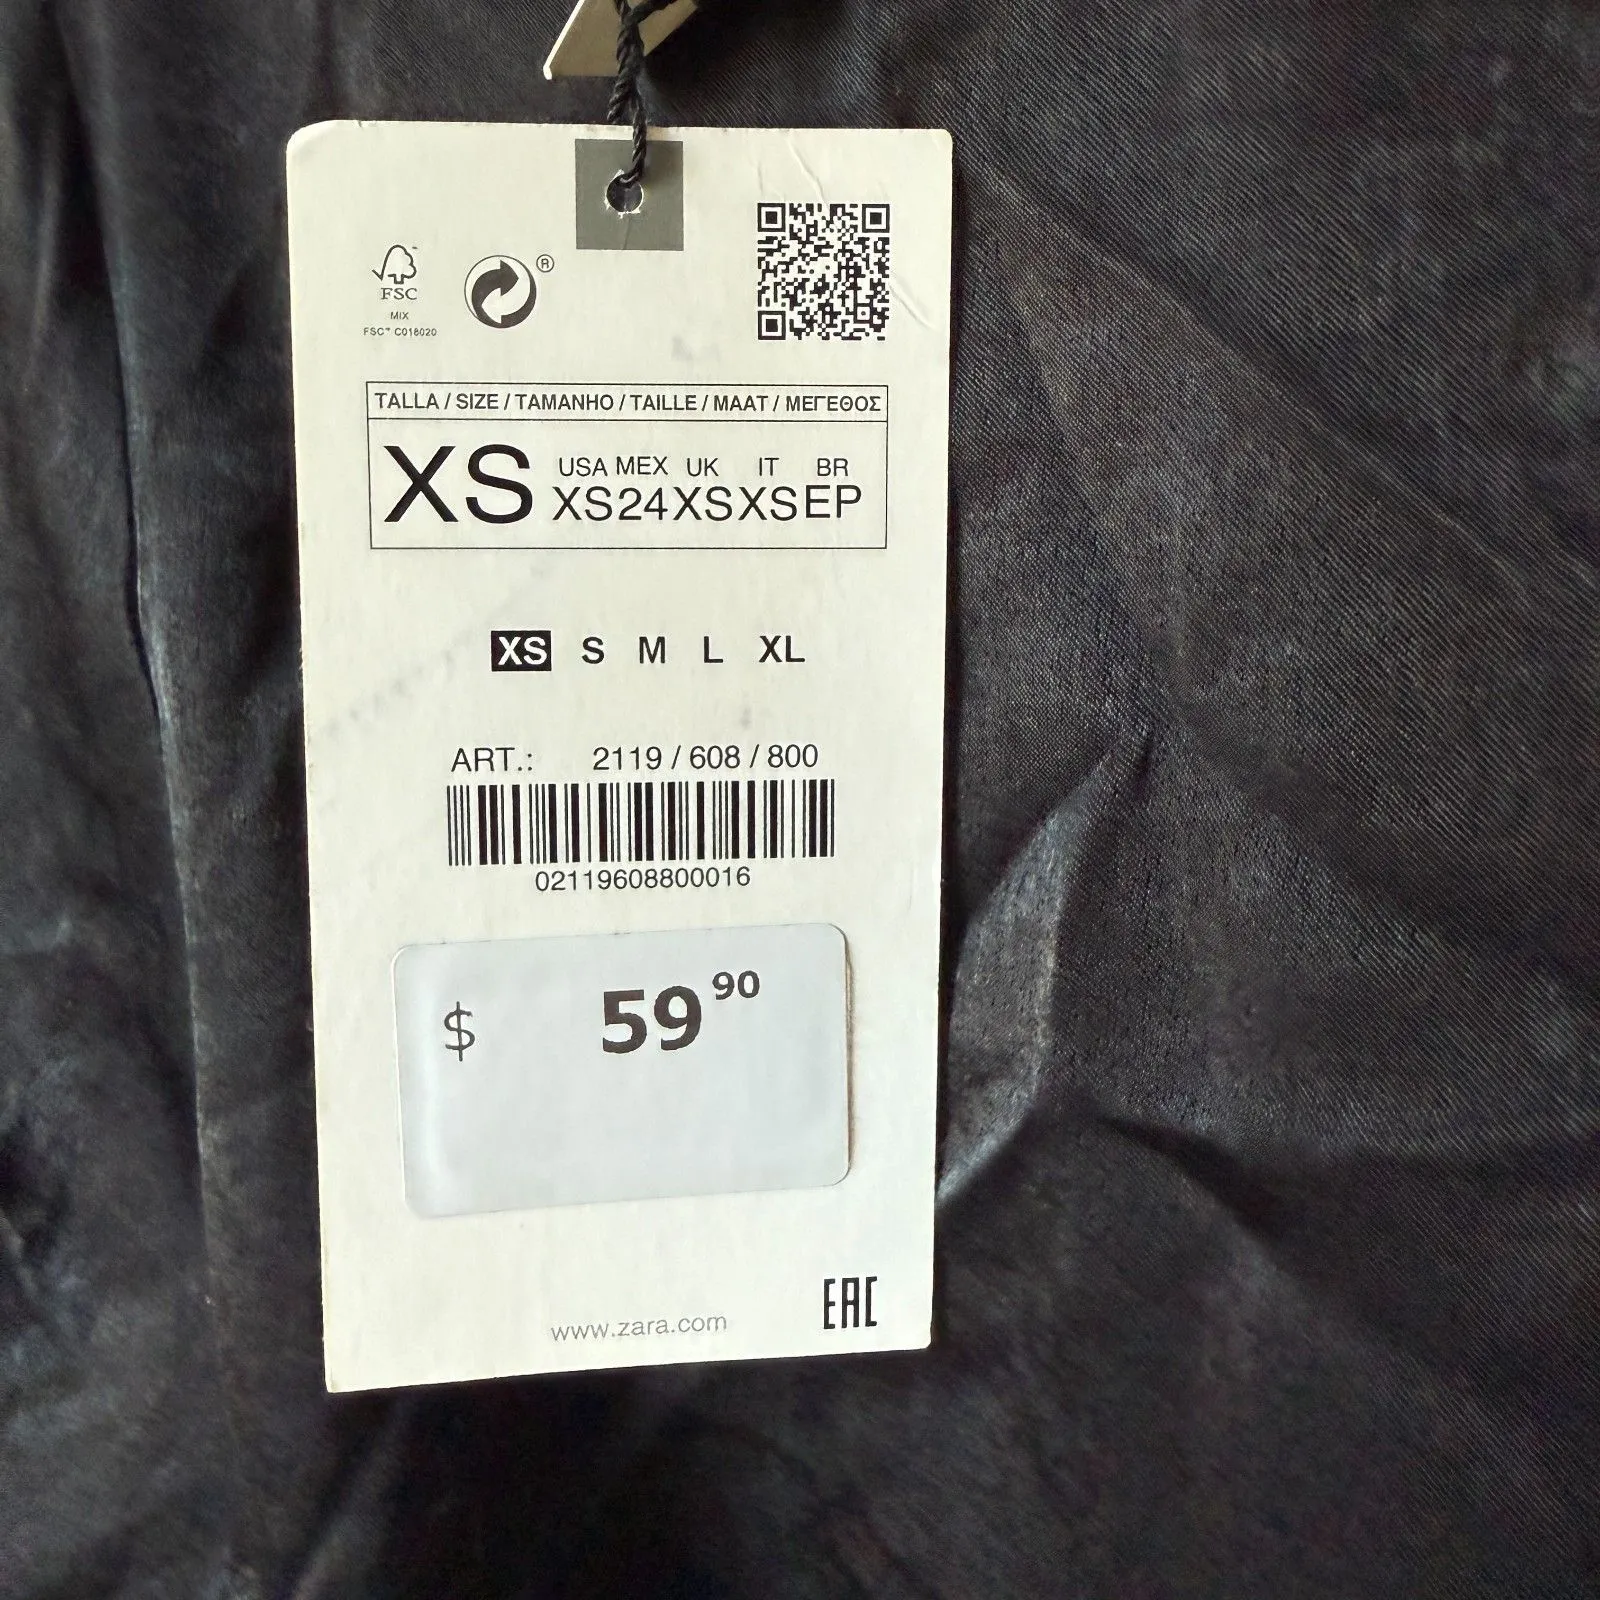 ®
FSC
MIX
FSC™ C018020
TALLA / SIZE / TAMANHO / TAILLE / MAAT / ΜΕΓΕΘΟΣ
XS
USA MEX UK IT BR
XS 24 XS XS EP
XS S M L XL
ART.: 2119 / 608 / 800
02119608800016
$ 59 90
www.zara.com
EAC